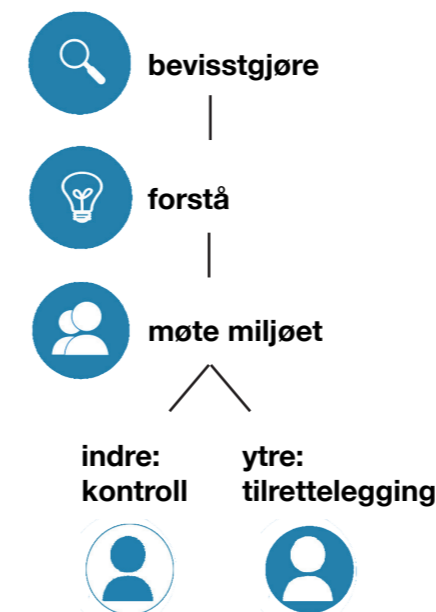 bevisstgjøre
forstå
møte miljøet
indre:
kontroll
ytre:
tilrettelegging